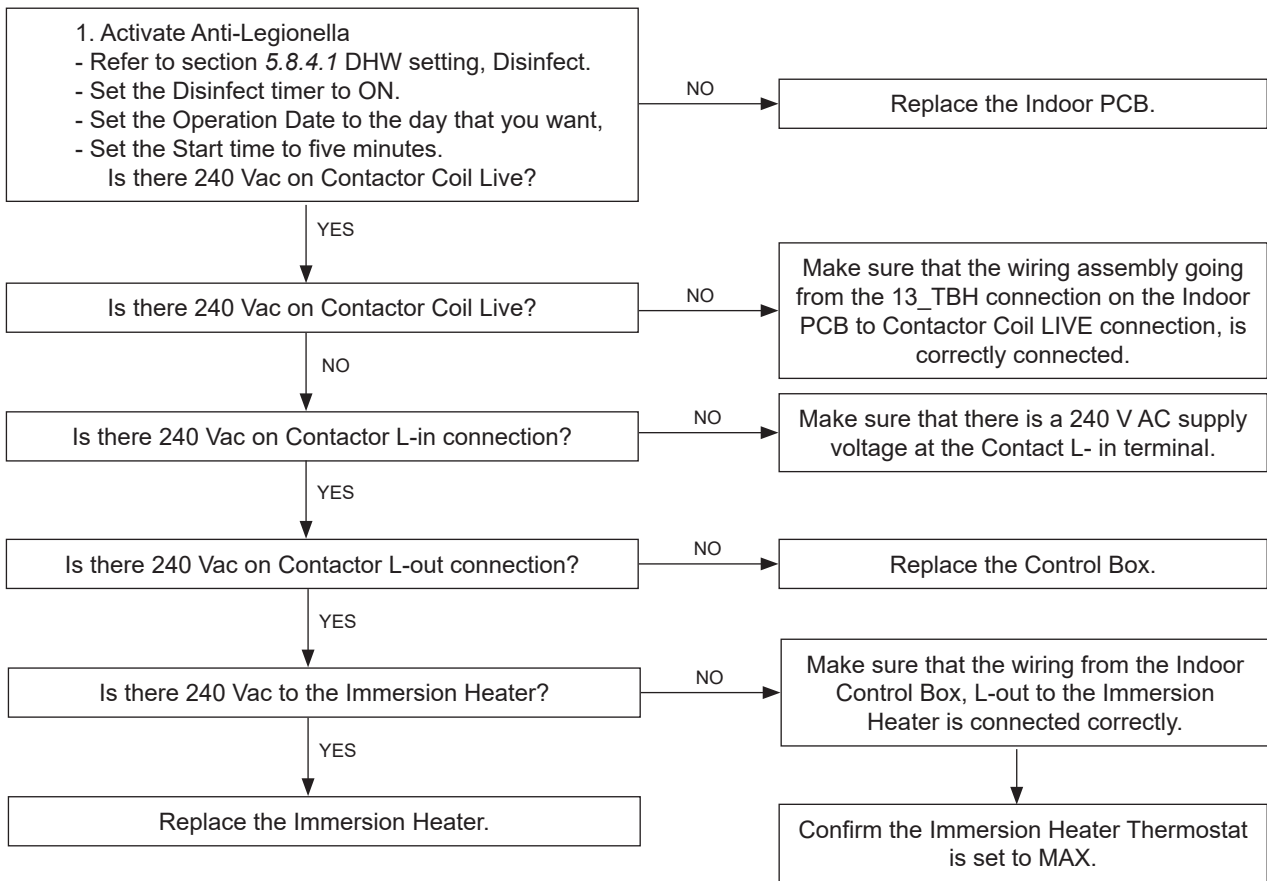 1. Activate Anti-Legionella
- Refer to section 5.8.4.1 DHW setting, Disinfect.
- Set the Disinfect timer to ON.
- Set the Operation Date to the day that you want,
- Set the Start time to five minutes.
Is there 240 Vac on Contactor Coil Live?
NO
Replace the Indoor PCB.
YES
Is there 240 Vac on Contactor Coil Live?
NO
Make sure that the wiring assembly going
from the 13_TBH connection on the Indoor
PCB to Contactor Coil LIVE connection, is
correctly connected.
NO
Is there 240 Vac on Contactor L-in connection?
NO
Make sure that there is a 240 V AC supply
voltage at the Contact L- in terminal.
YES
Is there 240 Vac on Contactor L-out connection?
NO
Replace the Control Box.
YES
Is there 240 Vac to the Immersion Heater?
NO
Make sure that the wiring from the Indoor
Control Box, L-out to the Immersion
Heater is connected correctly.
YES
Replace the Immersion Heater.
Confirm the Immersion Heater Thermostat
is set to MAX.